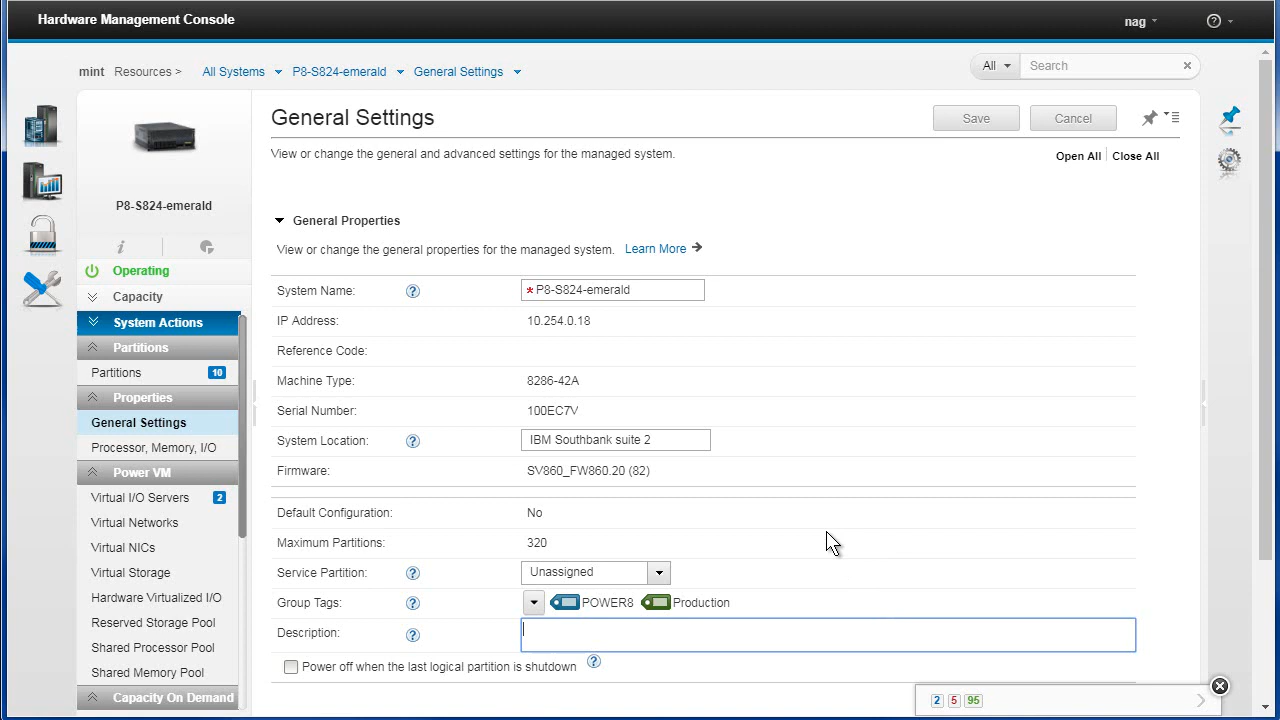 Hardware Management Console
nag
?
mint Resources > All Systems P8-S824-emerald General Settings
All Search
P8-S824-emerald
i
Operating
Capacity
System Actions
Partitions
Partitions 10
Properties
General Settings
Processor, Memory, I/O
Power VM
Virtual I/O Servers 2
Virtual Networks
Virtual NICs
Virtual Storage
Hardware Virtualized I/O
Reserved Storage Pool
Shared Processor Pool
Shared Memory Pool
Capacity On Demand
General Settings
Save Cancel
View or change the general and advanced settings for the managed system.
Open All Close All
General Properties
View or change the general properties for the managed system. Learn More
System Name: ? * P8-S824-emerald
IP Address: 10.254.0.18
Reference Code:
Machine Type: 8286-42A
Serial Number: 100EC7V
System Location: ? IBM Southbank suite 2
Firmware: SV860_FW860.20 (82)
Default Configuration: No
Maximum Partitions: 320
Service Partition: ? Unassigned
Group Tags: ? POWER8 Production
Description: ?
Power off when the last logical partition is shutdown ?
2 5 95